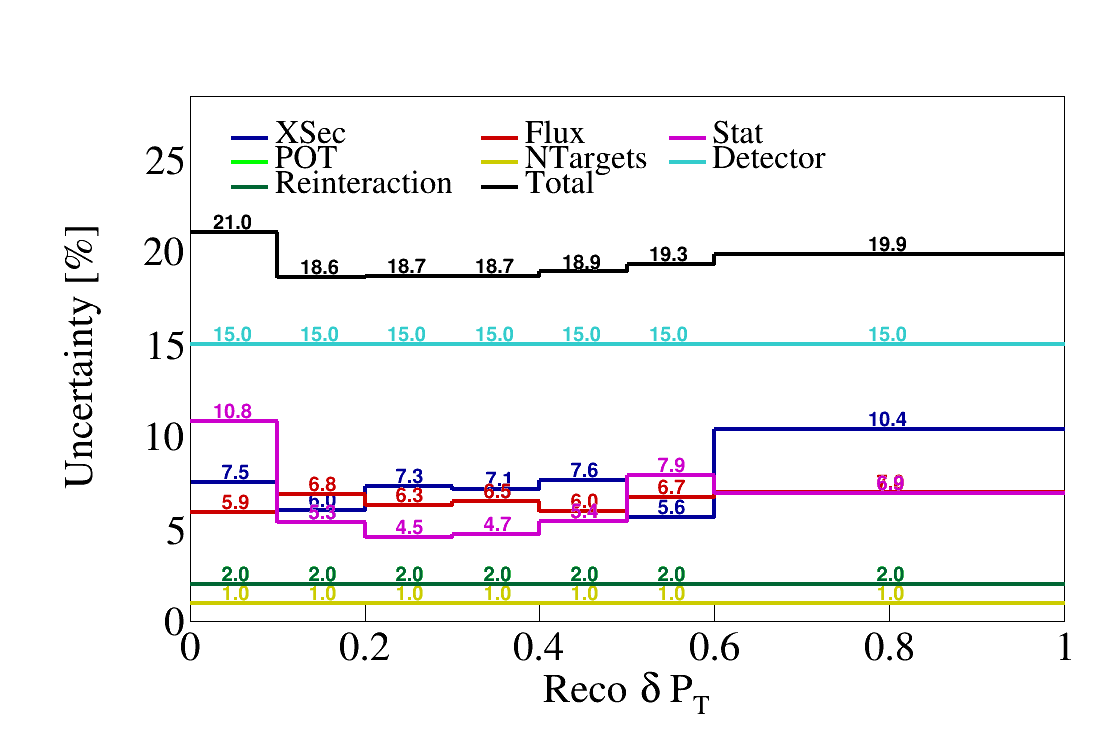 XSec Flux Stat
POT NTargets Detector
Reinteraction Total
25
20
15
10
5
0
Uncertainty [%]
21.0 18.6 18.7 18.7 18.9 19.3 19.9
15.0 15.0 15.0 15.0 15.0 15.0 15.0
10.8 10.4
7.5 7.3 7.1 7.6 7.9
5.9 6.8 6.3 6.5 6.0 6.7
6.0 5.6
5.3 4.5 4.7 5.4
2.0 2.0 2.0 2.0 2.0 2.0 2.0
1.0 1.0 1.0 1.0 1.0 1.0 1.0
0 0.2 0.4 0.6 0.8 1
Reco δ P_T